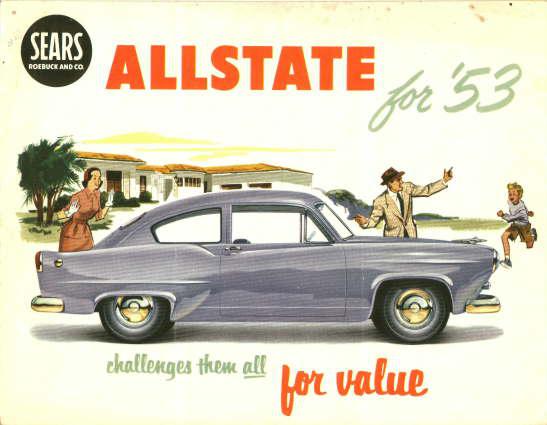 SEARS
ROEBUCK AND CO.
ALLSTATE
for '53
challenges them all
for value